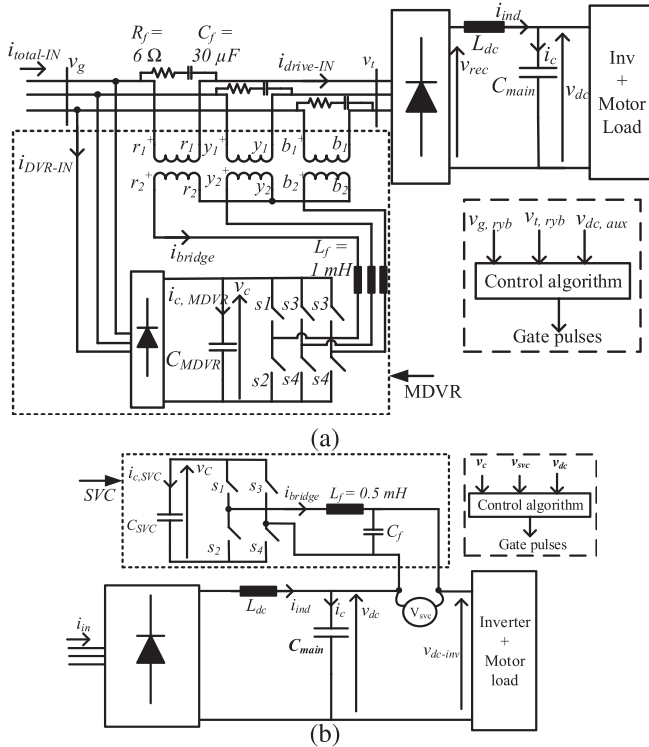 R_f = 6 Ω
C_f = 30 μF
i_total-IN
v_g
i_drive-IN
v_t
i_ind
L_dc
v_rec
i_c
C_main
v_dc
Inv + Motor Load
i_DVR-IN
r_1^+ r_1 y_1^+ y_1 b_1^+ b_1
r_2^+ r_2 y_2^+ y_2 b_2^+ b_2
i_bridge
L_f = 1 mH
i_c, MDVR
v_c
s1 s3 s3
C_MDVR
s2 s4 s4
MDVR
v_g, ryb v_t, ryb v_dc, aux
Control algorithm
Gate pulses
(a)
SVC
i_c,SVC
v_C
s_1 s_3
i_bridge
L_f = 0.5 mH
C_SVC
s_2 s_4
C_f
v_c v_svc v_dc
Control algorithm
Gate pulses
i_in
L_dc
i_ind
i_c
v_dc
V_svc
C_main
v_dc-inv
Inverter + Motor load
(b)